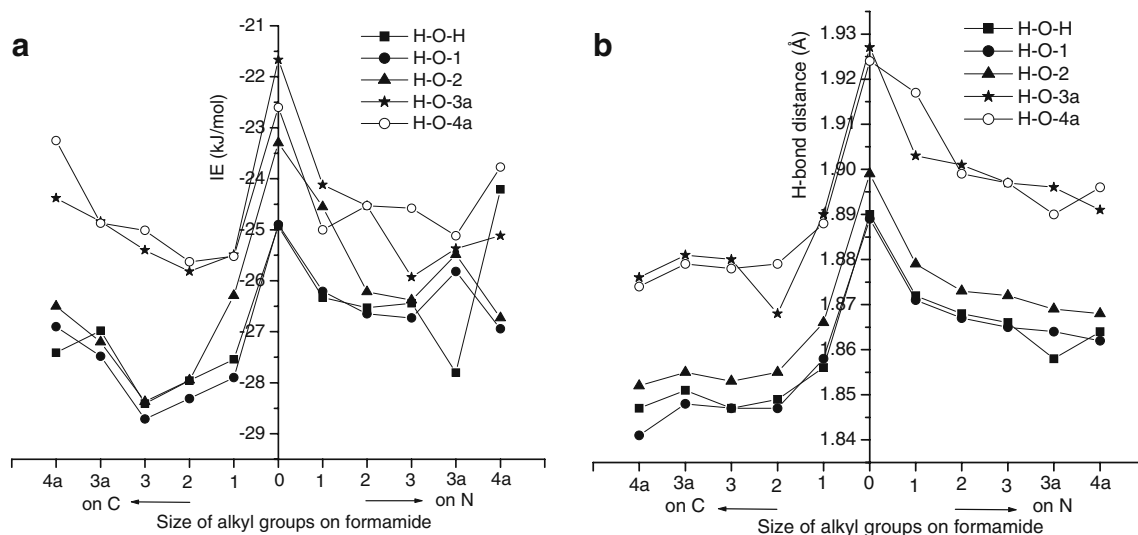 a
IE (kJ/mol)
-21
-22
-23
-24
-25
-26
-27
-28
-29
H-O-H
H-O-1
H-O-2
H-O-3a
H-O-4a
4a 3a 3 2 1 0 1 2 3 3a 4a
on C on N
Size of alkyl groups on formamide
b
H-bond distance (Å)
1.93
1.92
1.91
1.90
1.89
1.88
1.87
1.86
1.85
1.84
H-O-H
H-O-1
H-O-2
H-O-3a
H-O-4a
4a 3a 3 2 1 0 1 2 3 3a 4a
on C on N
Size of alkyl groups on formamide